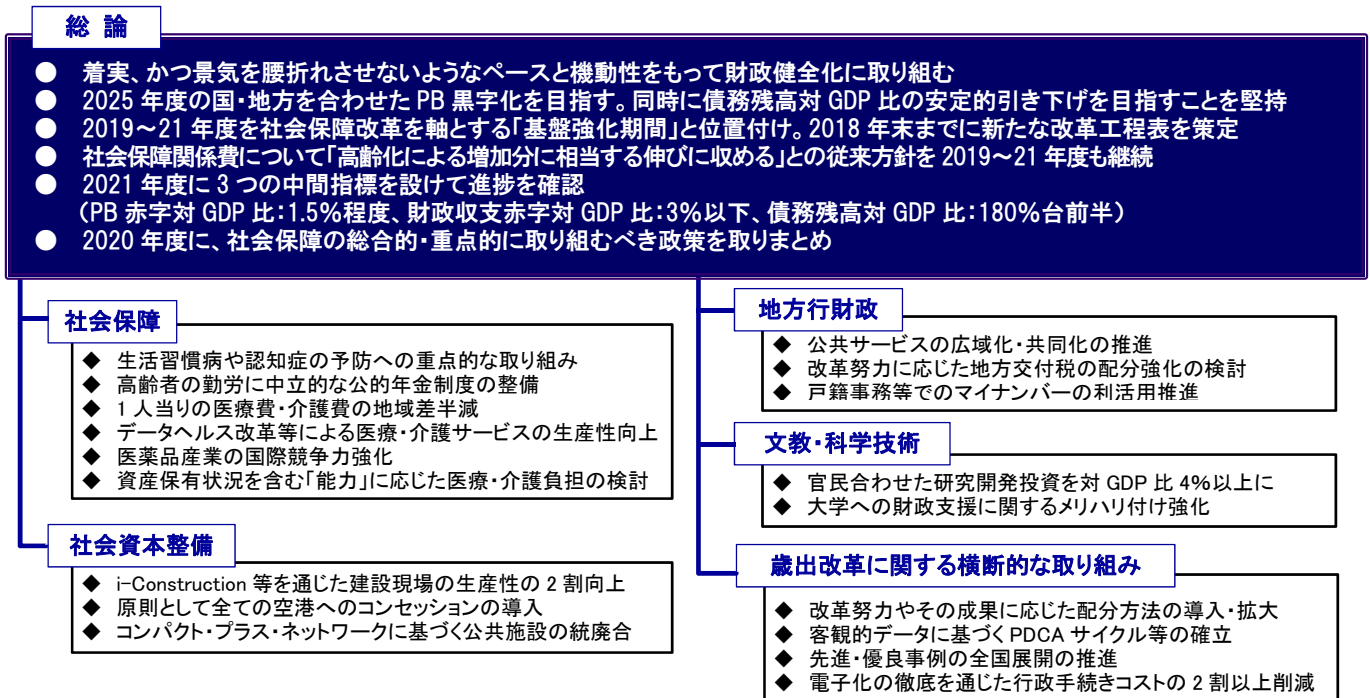 総 論
● 着実、かつ景気を腰折れさせないようなペースと機動性をもって財政健全化に取り組む
● 2025 年度の国・地方を合わせた PB 黒字化を目指す。同時に債務残高対 GDP 比の安定的引き下げを目指すことを堅持
● 2019～21 年度を社会保障改革を軸とする「基盤強化期間」と位置付け。2018 年末までに新たな改革工程表を策定
● 社会保障関係費について「高齢化による増加分に相当する伸びに収める」との従来方針を 2019～21 年度も継続
● 2021 年度に 3 つの中間指標を設けて進捗を確認
（PB 赤字対 GDP 比：1.5％程度、財政収支赤字対 GDP 比：3％以下、債務残高対 GDP 比：180％台前半）
● 2020 年度に、社会保障の総合的・重点的に取り組むべき政策を取りまとめ
社会保障
◆ 生活習慣病や認知症の予防への重点的な取り組み
◆ 高齢者の勤労に中立的な公的年金制度の整備
◆ 1 人当りの医療費・介護費の地域差半減
◆ データヘルス改革等による医療・介護サービスの生産性向上
◆ 医薬品産業の国際競争力強化
◆ 資産保有状況を含む「能力」に応じた医療・介護負担の検討
社会資本整備
◆ i-Construction 等を通じた建設現場の生産性の 2 割向上
◆ 原則として全ての空港へのコンセッションの導入
◆ コンパクト・プラス・ネットワークに基づく公共施設の統廃合
地方行財政
◆ 公共サービスの広域化・共同化の推進
◆ 改革努力に応じた地方交付税の配分強化の検討
◆ 戸籍事務等でのマイナンバーの利活用推進
文教・科学技術
◆ 官民合わせた研究開発投資を対 GDP 比 4％以上に
◆ 大学への財政支援に関するメリハリ付け強化
歳出改革に関する横断的な取り組み
◆ 改革努力やその成果に応じた配分方法の導入・拡大
◆ 客観的データに基づく PDCA サイクル等の確立
◆ 先進・優良事例の全国展開の推進
◆ 電子化の徹底を通じた行政手続きコストの 2 割以上削減